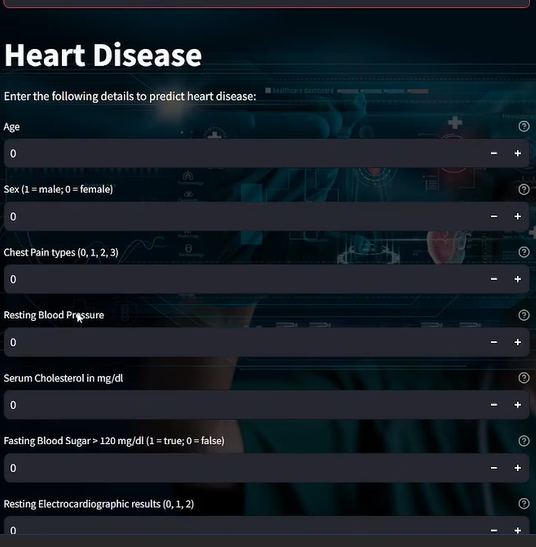 Heart Disease
Enter the following details to predict heart disease:
healthcare dashboard
Age
0
Sex (1 = male; 0 = female)
0
Chest Pain types (0, 1, 2, 3)
0
Resting Blood Pressure
0
Serum Cholesterol in mg/dl
0
Fasting Blood Sugar > 120 mg/dl (1 = true; 0 = false)
0
Resting Electrocardiographic results (0, 1, 2)
0